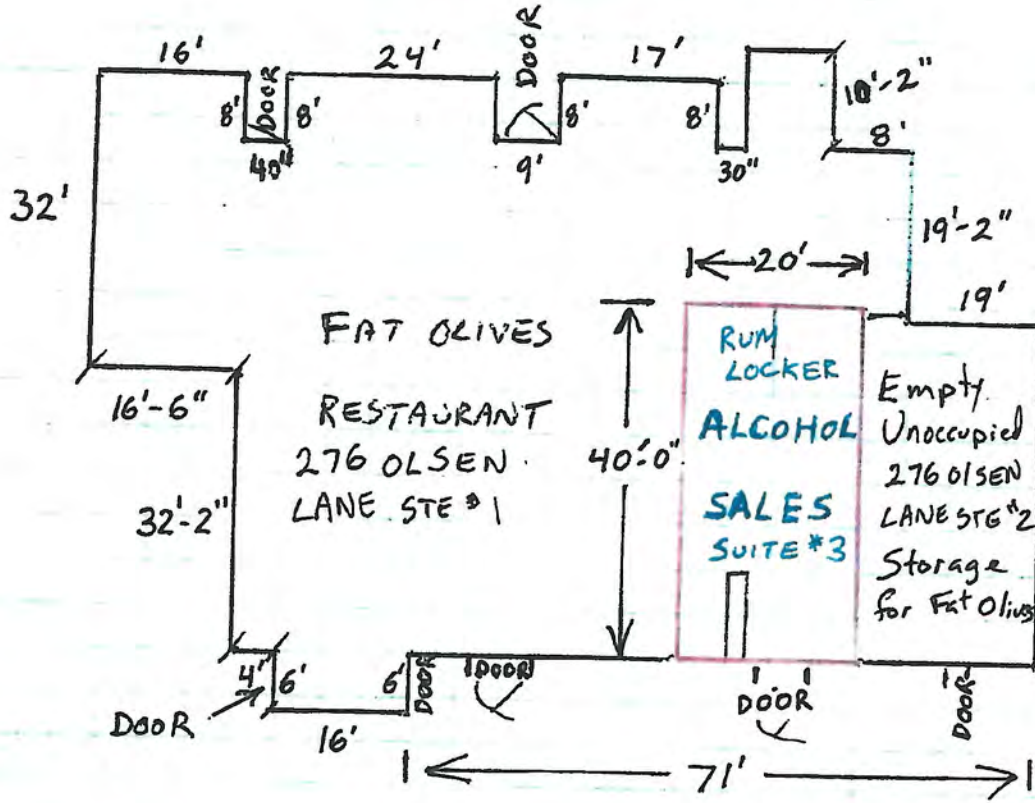 DOOR
16'
24'
17'
DOOR
8'
8'
8'
8'
10'-2"
8'
40"
9'
30"
32'
19'-2"
20'
19'
FAT OLIVES
RESTAURANT
276 OLSEN
LANE STE #1
RUM
LOCKER
ALCOHOL
SALES
SUITE #3
Empty
Unoccupied
276 OlSEN
LANE STE #2
Storage
for Fat Olives
16'-6"
40'-0"
32'-2"
4'
6'
6'
DOOR
DOOR
DOOR
16'
DOOR
DOOR
71'